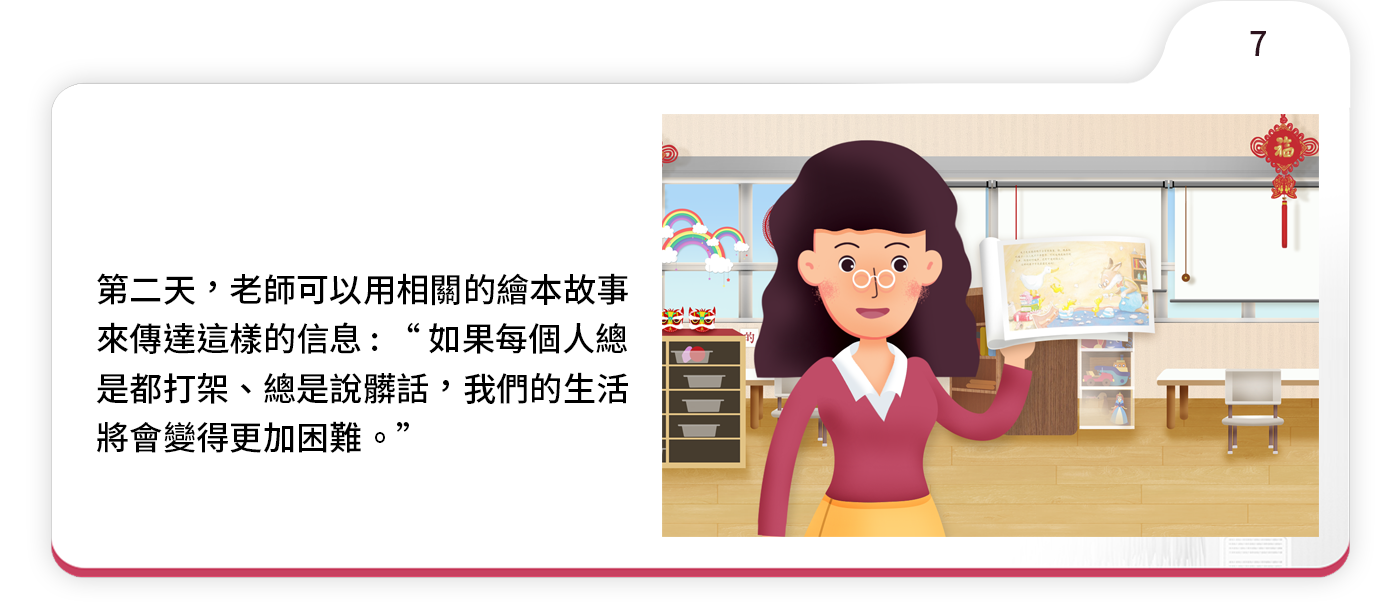 7
第二天，老師可以用相關的繪本故事
來傳達這樣的信息：“如果每個人總
是都打架、總是說髒話，我們的生活
將會變得更加困難。”
福
的